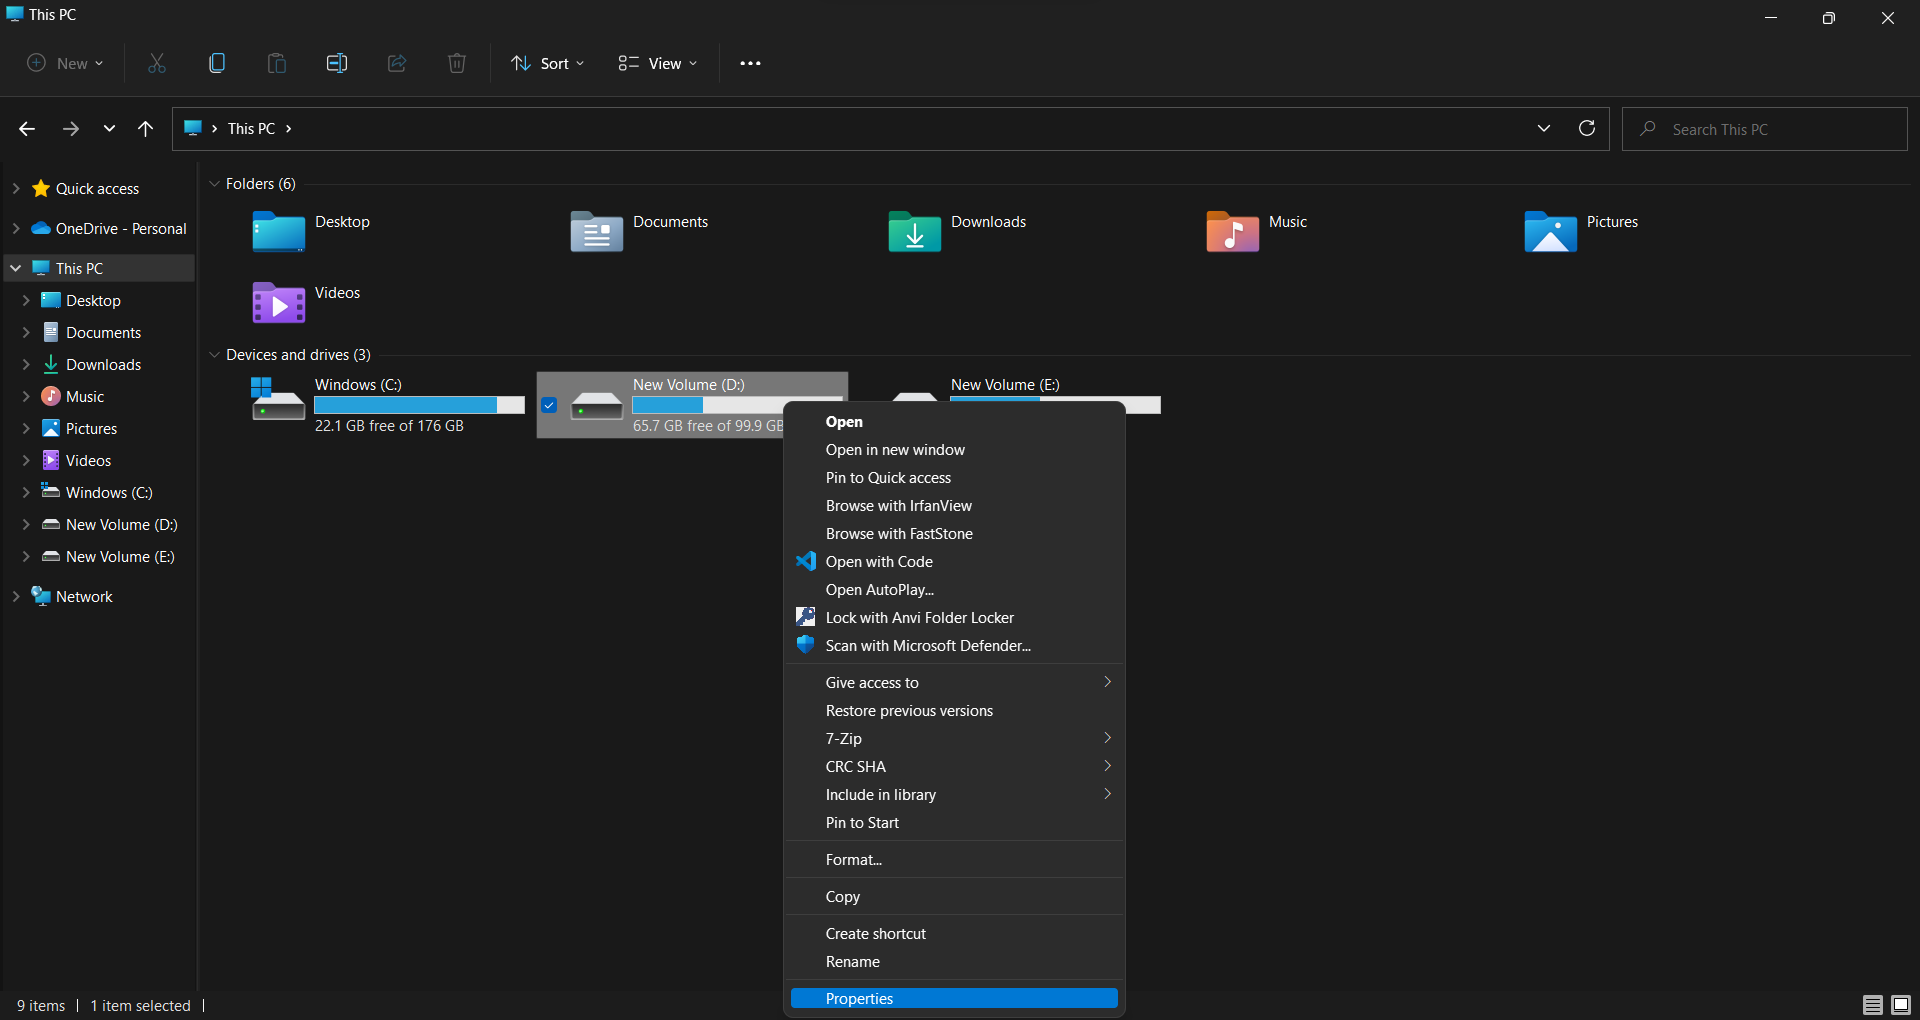 This PC
New
Sort
View
This PC
Search This PC
Quick access
OneDrive - Personal
This PC
Desktop
Documents
Downloads
Music
Pictures
Videos
Windows (C:)
New Volume (D:)
New Volume (E:)
Network
Folders (6)
Desktop
Documents
Downloads
Music
Pictures
Videos
Devices and drives (3)
Windows (C:)
22.1 GB free of 176 GB
New Volume (D:)
65.7 GB free of 99.9 GB
New Volume (E:)
Open
Open in new window
Pin to Quick access
Browse with IrfanView
Browse with FastStone
Open with Code
Open AutoPlay...
Lock with Anvi Folder Locker
Scan with Microsoft Defender...
Give access to
Restore previous versions
7-Zip
CRC SHA
Include in library
Pin to Start
Format...
Copy
Create shortcut
Rename
Properties
9 items
1 item selected